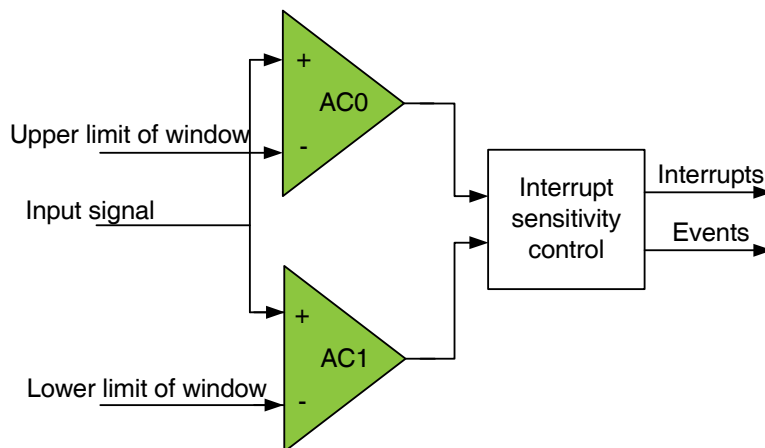 +
AC0
Upper limit of window
-
Input signal
Interrupt
sensitivity
control
Interrupts
Events
+
AC1
Lower limit of window
-